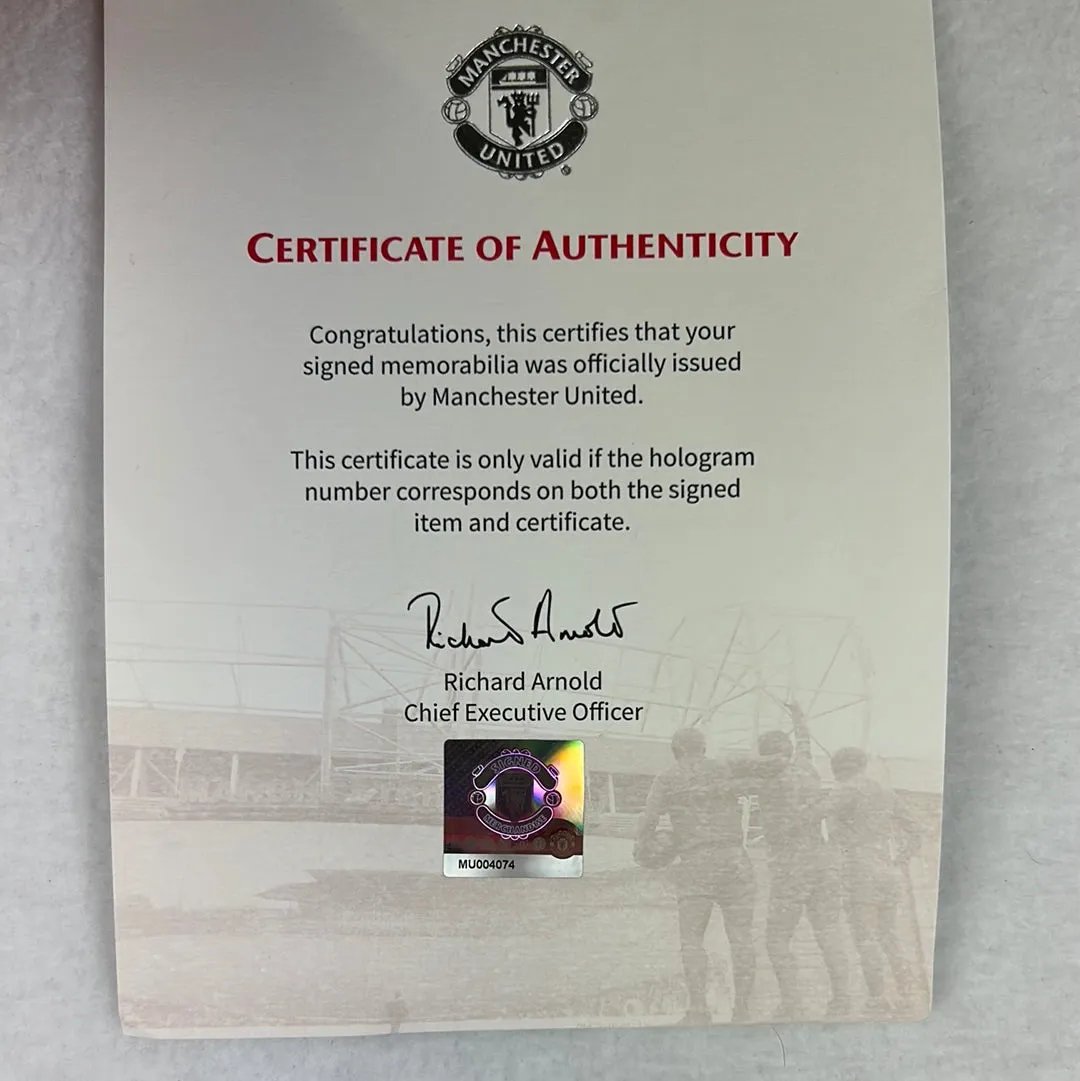 MANCHESTER
UNITED
CERTIFICATE OF AUTHENTICITY
Congratulations, this certifies that your
signed memorabilia was officially issued
by Manchester United.
This certificate is only valid if the hologram
number corresponds on both the signed
item and certificate.
Richard Arnold
Richard Arnold
Chief Executive Officer
SIGNED
MERCHANDISE
MU004074